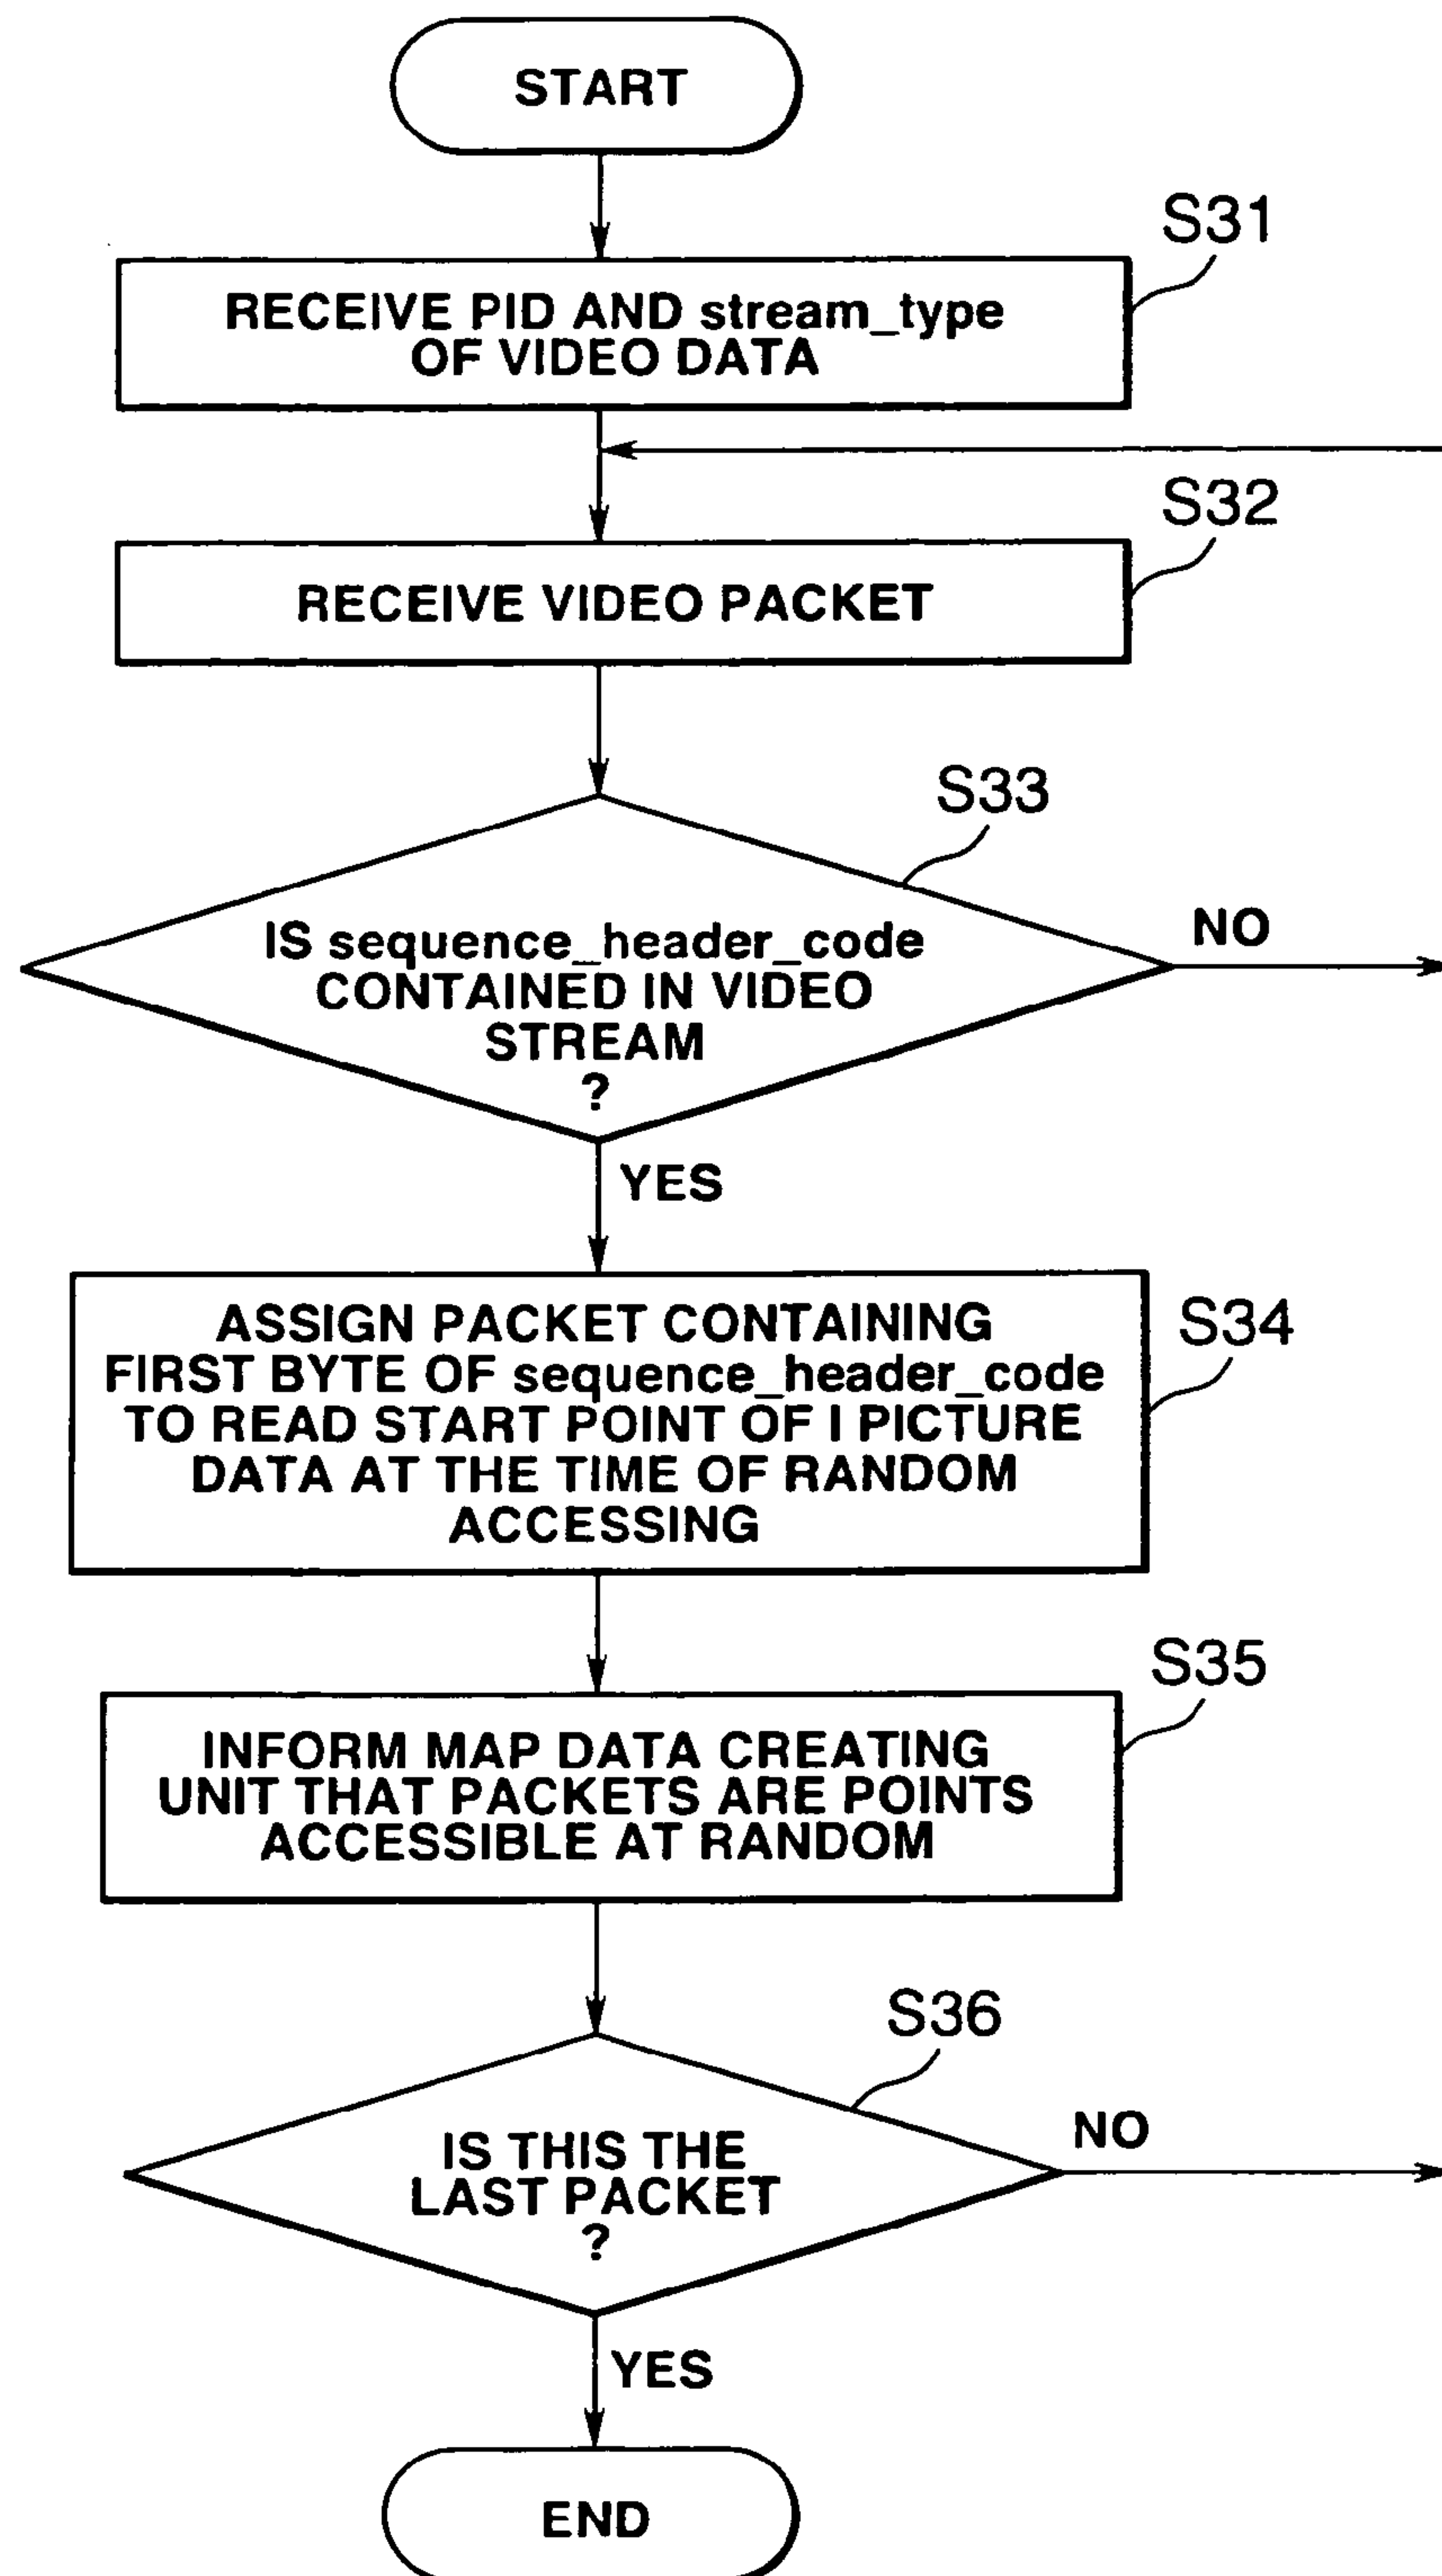 START
S31
RECEIVE PID AND stream_type
OF VIDEO DATA
S32
RECEIVE VIDEO PACKET
S33
IS sequence_header_code
CONTAINED IN VIDEO
STREAM
?
NO
YES
S34
ASSIGN PACKET CONTAINING
FIRST BYTE OF sequence_header_code
TO READ START POINT OF I PICTURE
DATA AT THE TIME OF RANDOM
ACCESSING
S35
INFORM MAP DATA CREATING
UNIT THAT PACKETS ARE POINTS
ACCESSIBLE AT RANDOM
S36
IS THIS THE
LAST PACKET
?
NO
YES
END